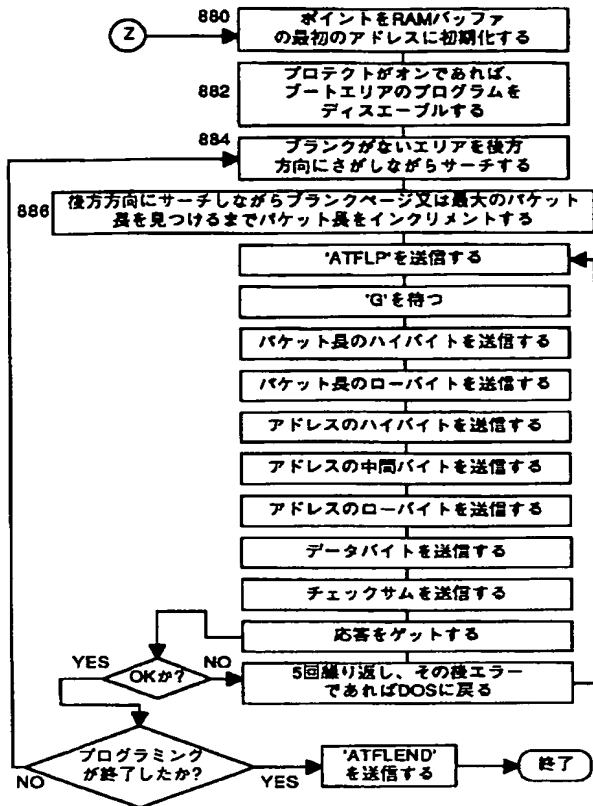 880
ポイントをRAMバッファ
の最初のアドレスに初期化する
Z
882
プロテクトがオンであれば、
ブートエリアのプログラムを
ディスエーブルする
884
ブランクがないエリアを後方
方向にさがしながらサーチする
886
後方方向にサーチしながらブランクページ又は最大のパケット
長を見つけるまでパケット長をインクリメントする
'ATFLP'を送信する
'G'を待つ
パケット長のハイバイトを送信する
パケット長のローバイトを送信する
アドレスのハイバイトを送信する
アドレスの中間バイトを送信する
アドレスのローバイトを送信する
データバイトを送信する
チェックサムを送信する
応答をゲットする
YES
OKか?
NO
5回繰り返し、その後エラー
であればDOSに戻る
プログラミング
が終了したか?
NO
YES
'ATFLEND'
を送信する
終了